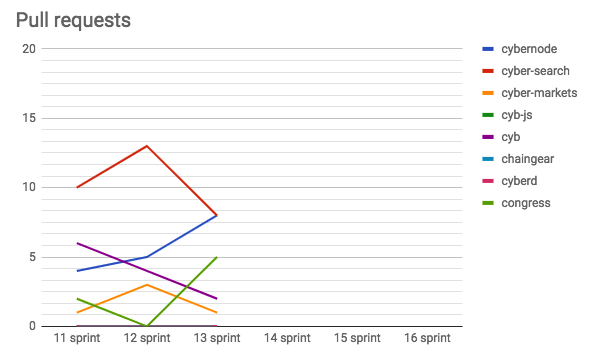 Pull requests
20
15
10
5
0
11 sprint 12 sprint 13 sprint 14 sprint 15 sprint 16 sprint
cybernode
cyber-search
cyber-markets
cyb-js
cyb
chaingear
cyberd
congress